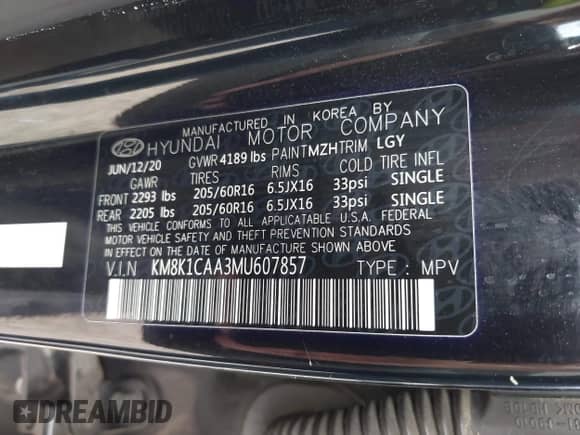 MANUFACTURED IN KOREA BY
HYUNDAI MOTOR COMPANY
JUN/12/20 GVWR 4189 lbs PAINT MZH TRIM LGY
GAWR TIRES RIMS COLD TIRE INFL
FRONT 2293 lbs 205/60R16 6.5JX16 33psi SINGLE
REAR 2205 lbs 205/60R16 6.5JX16 33psi SINGLE
THIS VEHICLE CONFORMS TO ALL APPLICABLE U.S.A. FEDERAL
MOTOR VEHICLE SAFETY AND THEFT PREVENTION STANDARDS
IN EFFECT ON THE DATE OF MANUFACTURE SHOWN ABOVE.
V.I.N KM8K1CAA3MU607857 TYPE : MPV
DREAMBID